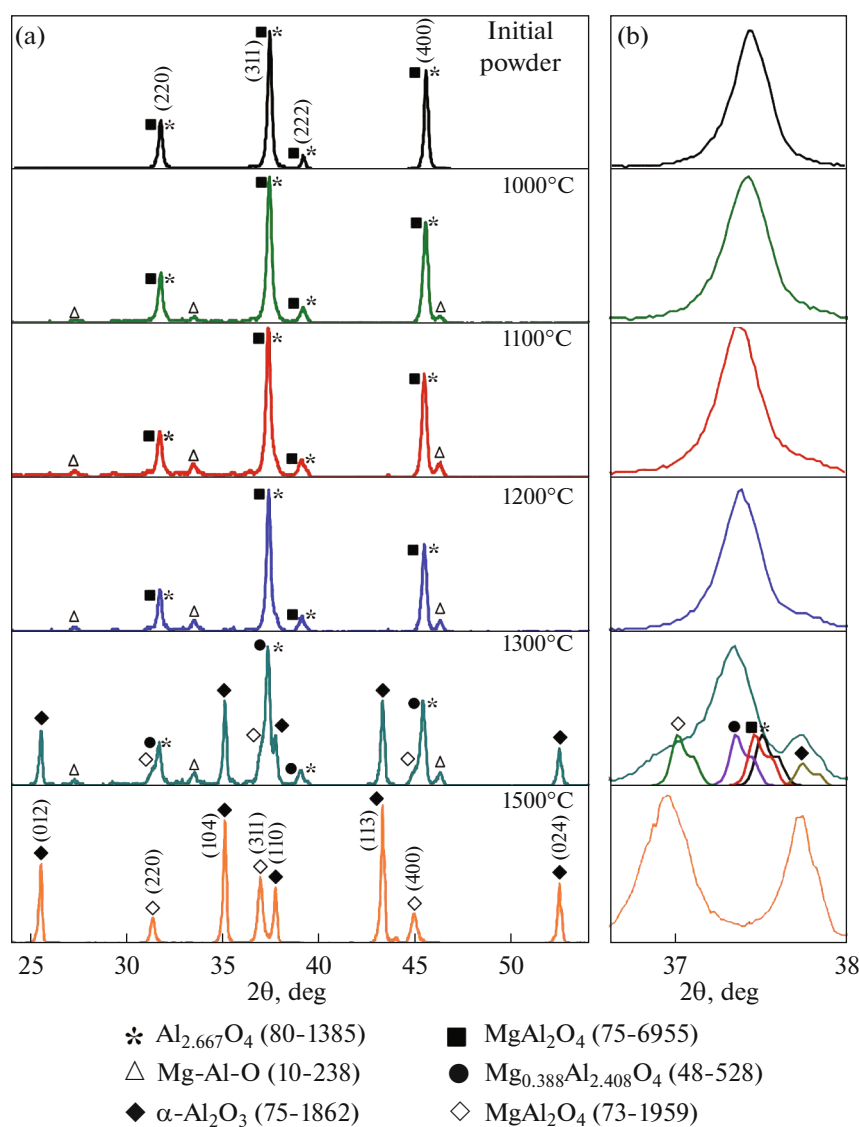 (a)
Initial
powder
(220)
(311)
(222)
(400)
*
*
*
*
(b)
1000°C
*
*
*
*
1100°C
*
*
*
*
1200°C
*
*
*
*
1300°C
*
*
*
*
*
1500°C
(012)
(220)
(104)
(311)
(110)
(113)
(400)
(024)
25 30 35 40 45 50
2θ, deg
37 38
2θ, deg
* Al₂.₆₆₇O₄ (80-1385)
■ MgAl₂O₄ (75-6955)
△ Mg-Al-O (10-238)
● Mg₀.₃₈₈Al₂.₄₀₈O₄ (48-528)
◆ α-Al₂O₃ (75-1862)
◇ MgAl₂O₄ (73-1959)